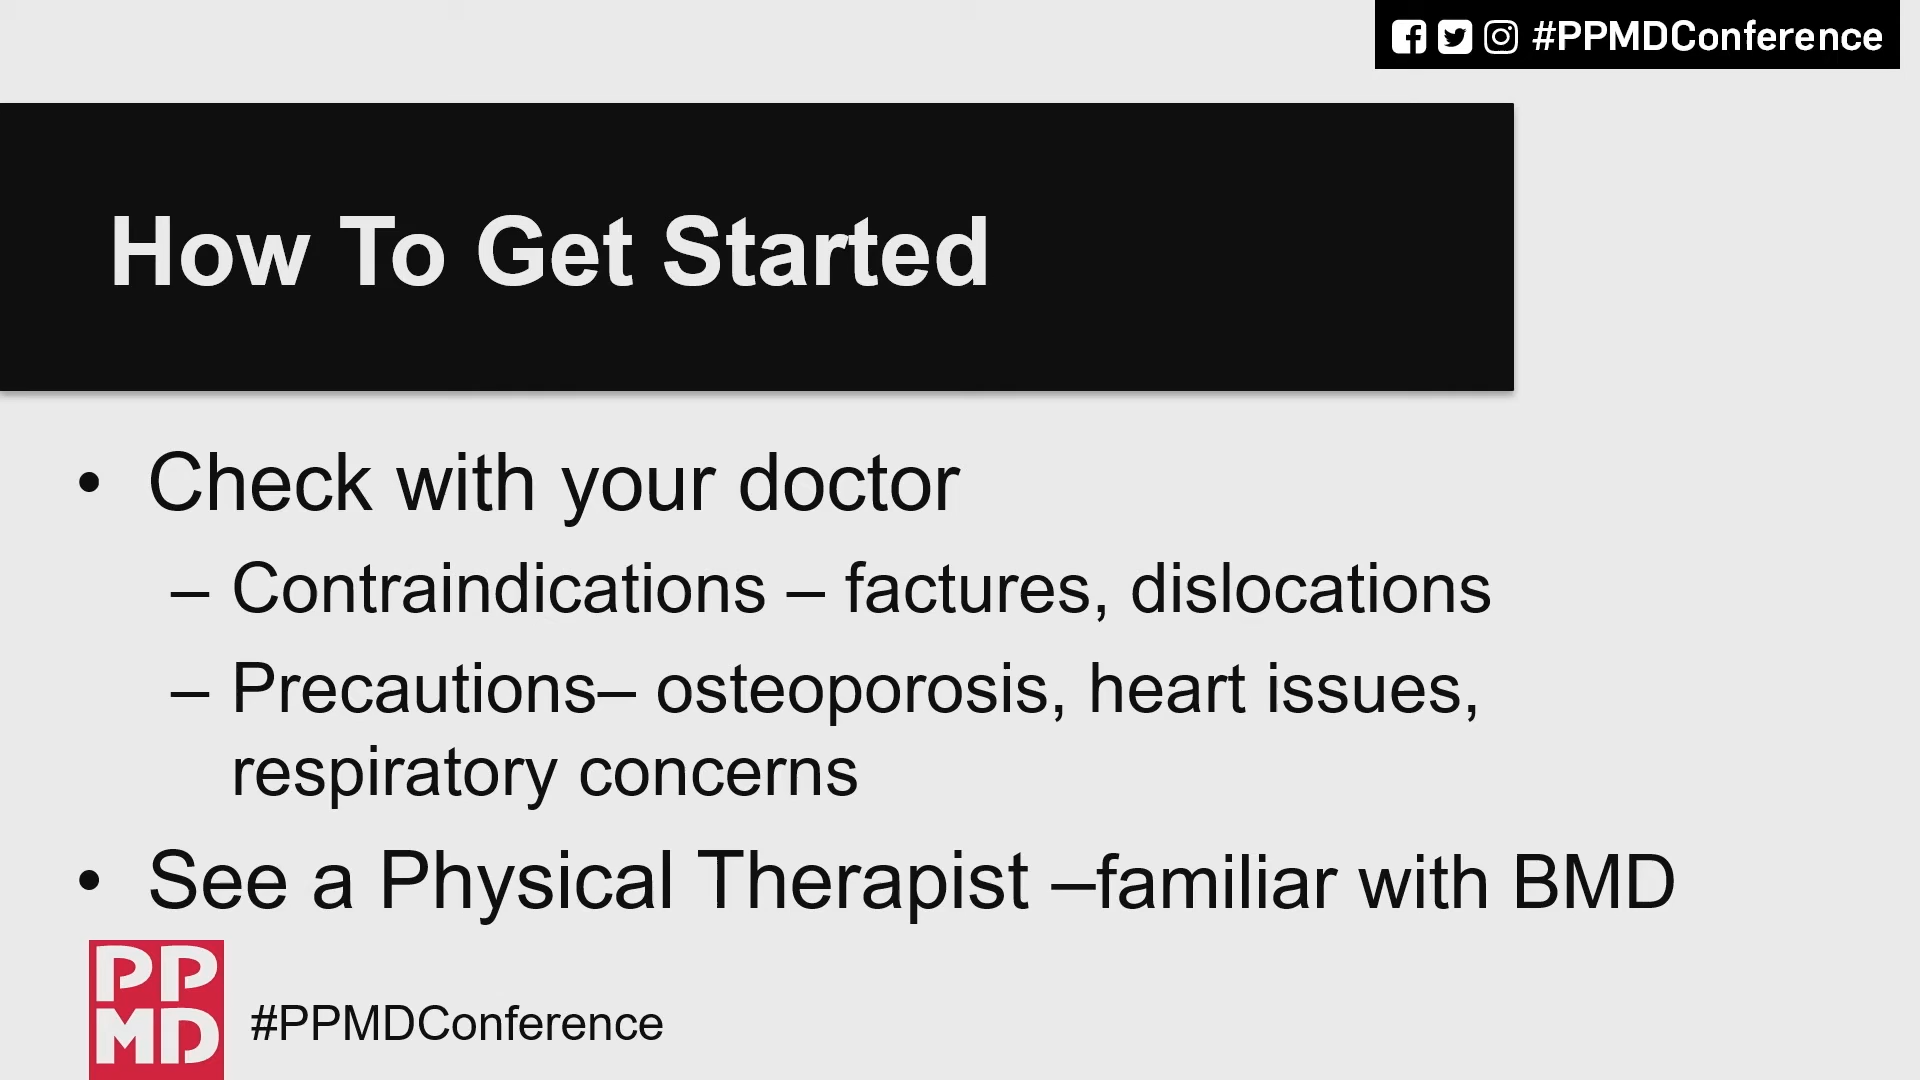 #PPMDConference
How To Get Started
• Check with your doctor
– Contraindications – factures, dislocations
– Precautions– osteoporosis, heart issues,
respiratory concerns
• See a Physical Therapist –familiar with BMD
PP
MD
#PPMDConference